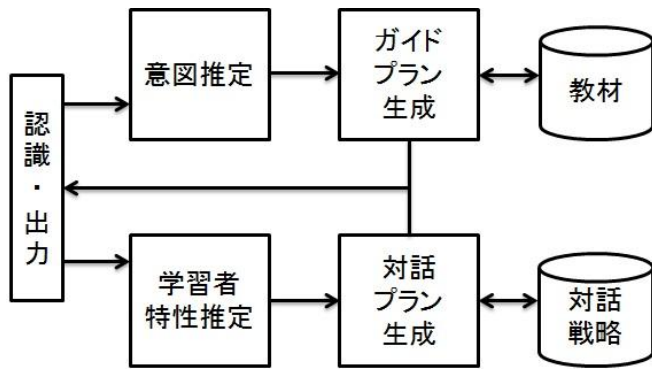 認識・出力
意図推定
ガイド
プラン
生成
教材
学習者
特性推定
対話
プラン
生成
対話
戦略